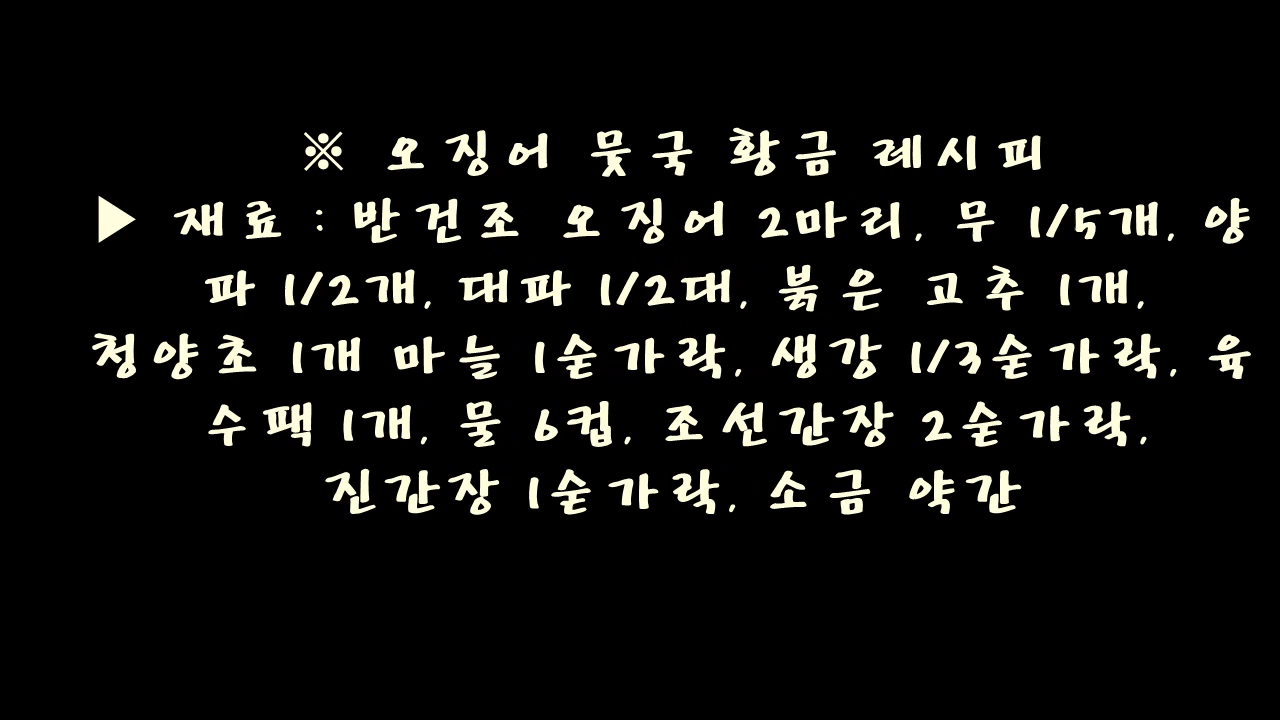 ※ 오징어 뭇국 황금 레시피
▶ 재료 : 반건조 오징어 2마리, 무 1/5개, 양
파 1/2개, 대파 1/2대, 붉은 고추 1개,
청양초 1개 마늘 1숟가락, 생강 1/3숟가락, 육
수팩 1개, 물 6컵, 조선간장 2숟가락,
진간장 1숟가락, 소금 약간